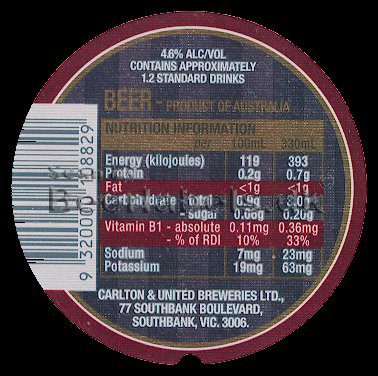 4.6% ALC/VOL
CONTAINS APPROXIMATELY
1.2 STANDARD DRINKS
BEER - PRODUCT OF AUSTRALIA
NUTRITION INFORMATION
per 100mL 330mL
Energy (kilojoules) 119 393
Protein 0.2g 0.7g
Fat <1g <1g
Carbohydrate - total 0.9g 3.0g
- sugar 0.06g 0.20g
Vitamin B1 - absolute 0.11mg 0.36mg
- % of RDI 10% 33%
Sodium 7mg 23mg
Potassium 19mg 63mg
CARLTON & UNITED BREWERIES LTD.,
77 SOUTHBANK BOULEVARD,
SOUTHBANK, VIC. 3006.